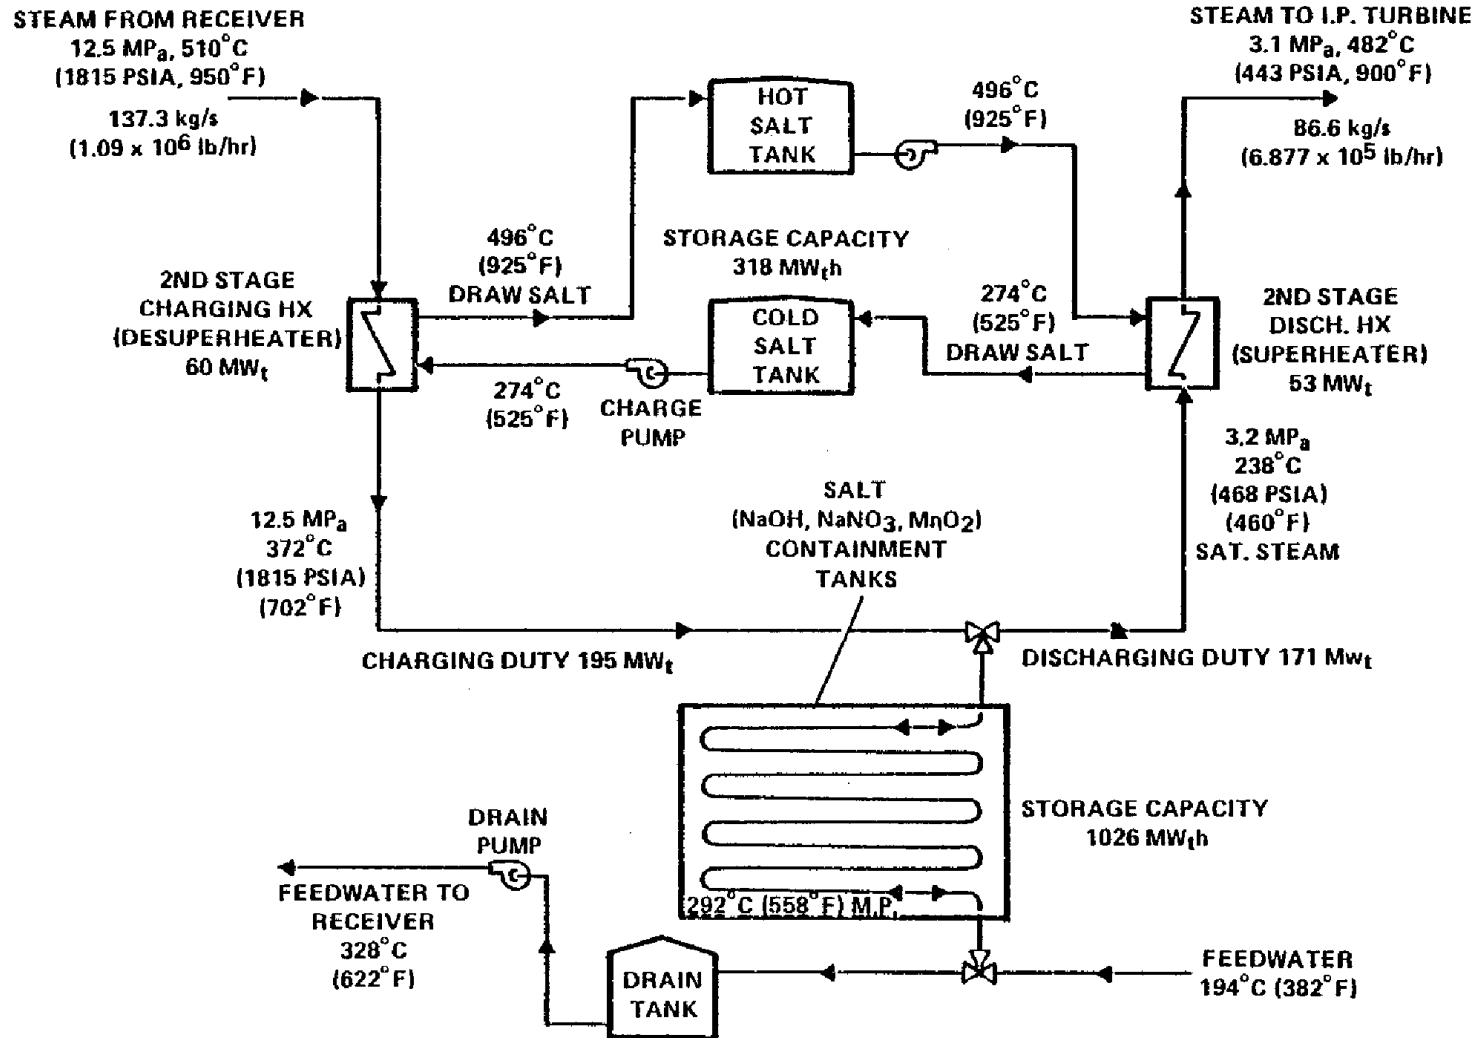 STEAM FROM RECEIVER
12.5 MPa, 510°C
(1815 PSIA, 950°F)
137.3 kg/s
(1.09 x 10⁶ lb/hr)
STEAM TO I.P. TURBINE
3.1 MPa, 482°C
(443 PSIA, 900°F)
86.6 kg/s
(6.877 x 10⁵ lb/hr)
HOT
SALT
TANK
496°C
(925°F)
496°C
(925°F)
DRAW SALT
STORAGE CAPACITY
318 MWth
2ND STAGE
CHARGING HX
(DESUPERHEATER)
60 MWt
COLD
SALT
TANK
274°C
(525°F)
DRAW SALT
2ND STAGE
DISCH. HX
(SUPERHEATER)
53 MWt
274°C
(525°F)
CHARGE
PUMP
3.2 MPa
238°C
(468 PSIA)
(460°F)
SAT. STEAM
SALT
(NaOH, NaNO3, MnO2)
CONTAINMENT
TANKS
12.5 MPa
372°C
(1815 PSIA)
(702°F)
CHARGING DUTY 195 MWt
DISCHARGING DUTY 171 Mwt
STORAGE CAPACITY
1026 MWth
292°C (558°F) M.P.
DRAIN
PUMP
FEEDWATER TO
RECEIVER
328°C
(622°F)
DRAIN
TANK
FEEDWATER
194°C (382°F)